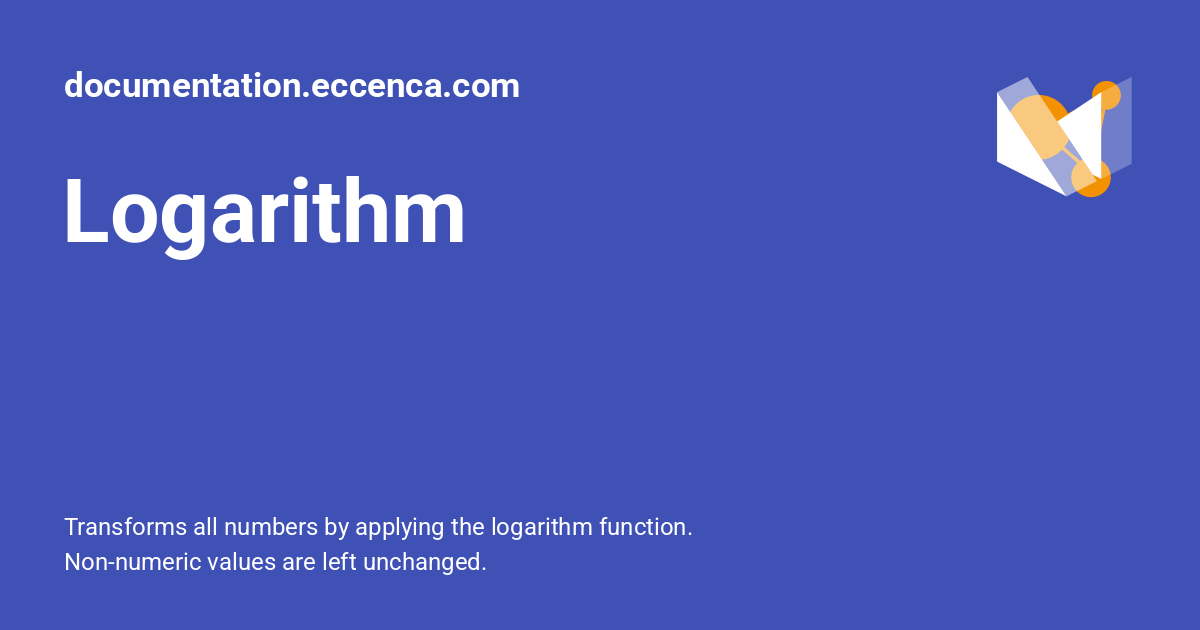 documentation.eccenca.com
Logarithm
Transforms all numbers by applying the logarithm function.
Non-numeric values are left unchanged.